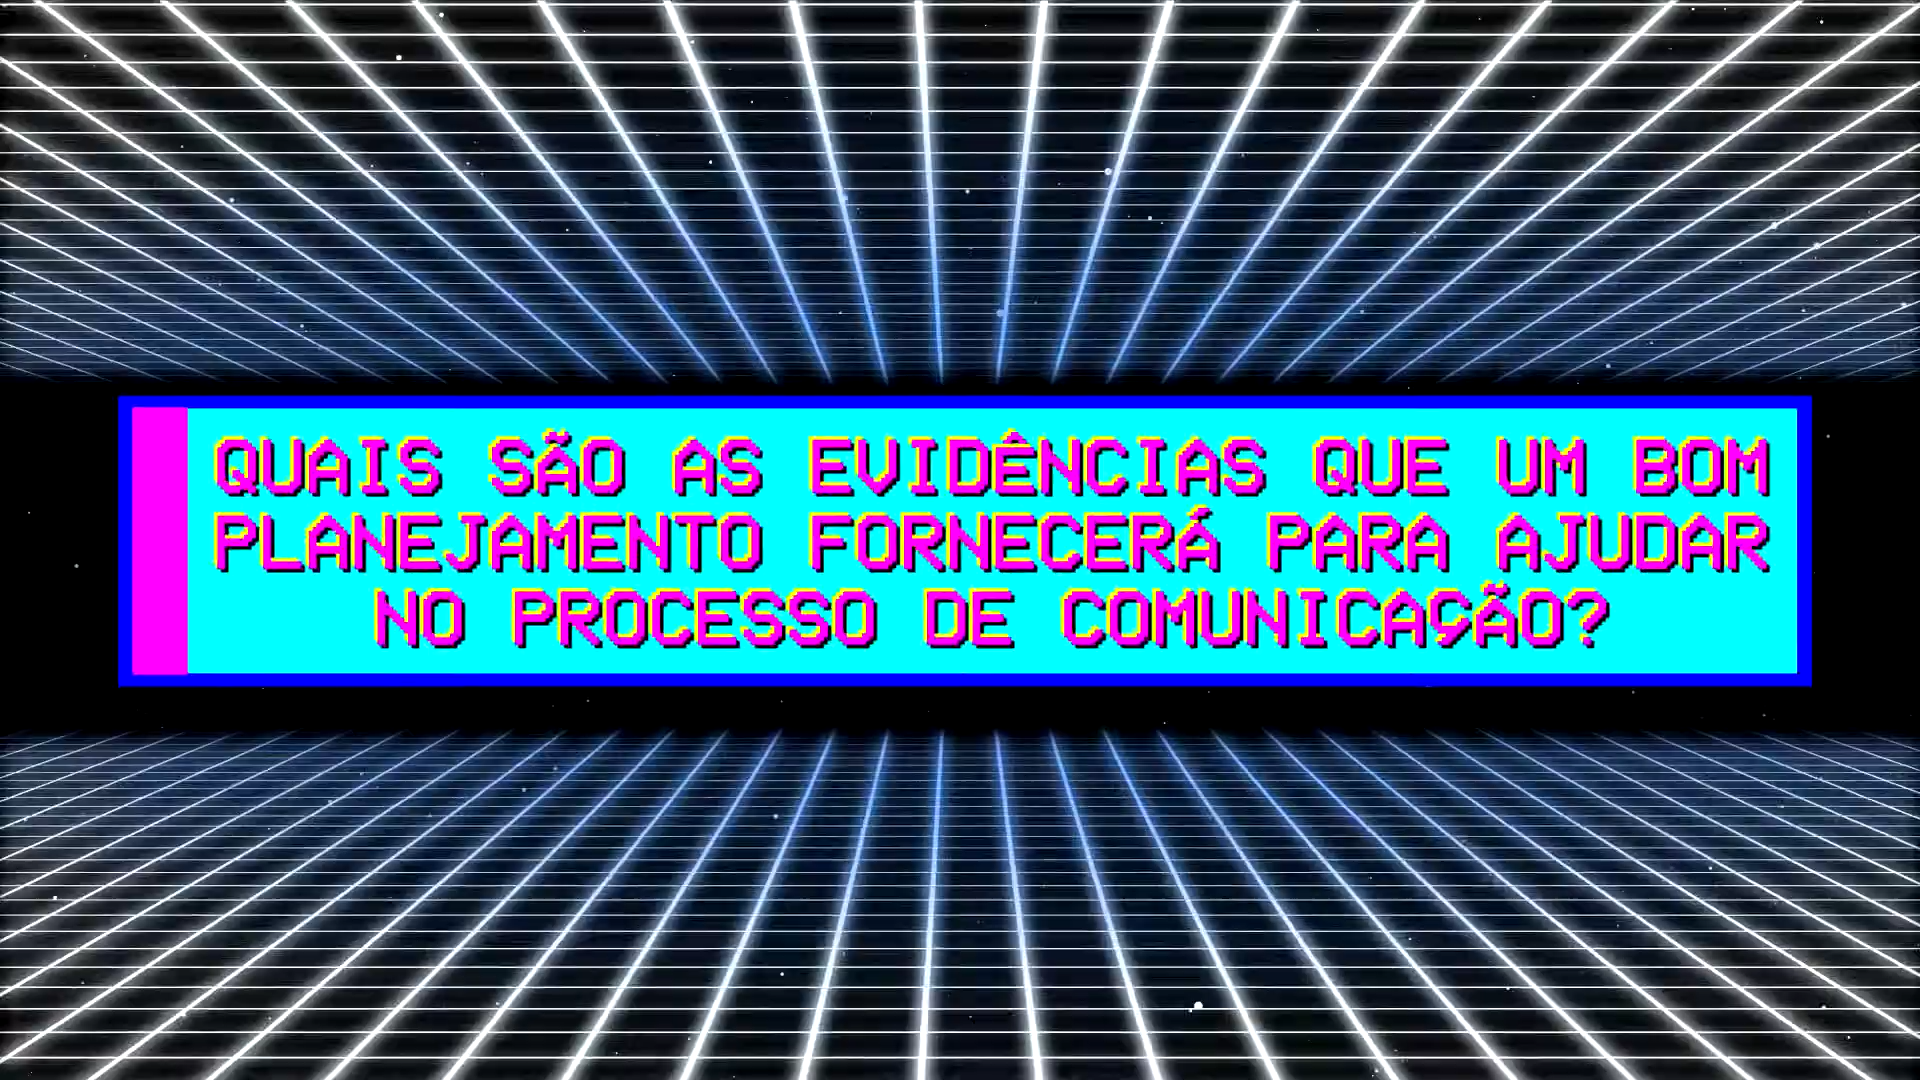 QUAIS SÃO AS EVIDÊNCIAS QUE UM BOM
PLANEJAMENTO FORNECERÁ PARA AJUDAR
NO PROCESSO DE COMUNICAÇÃO?